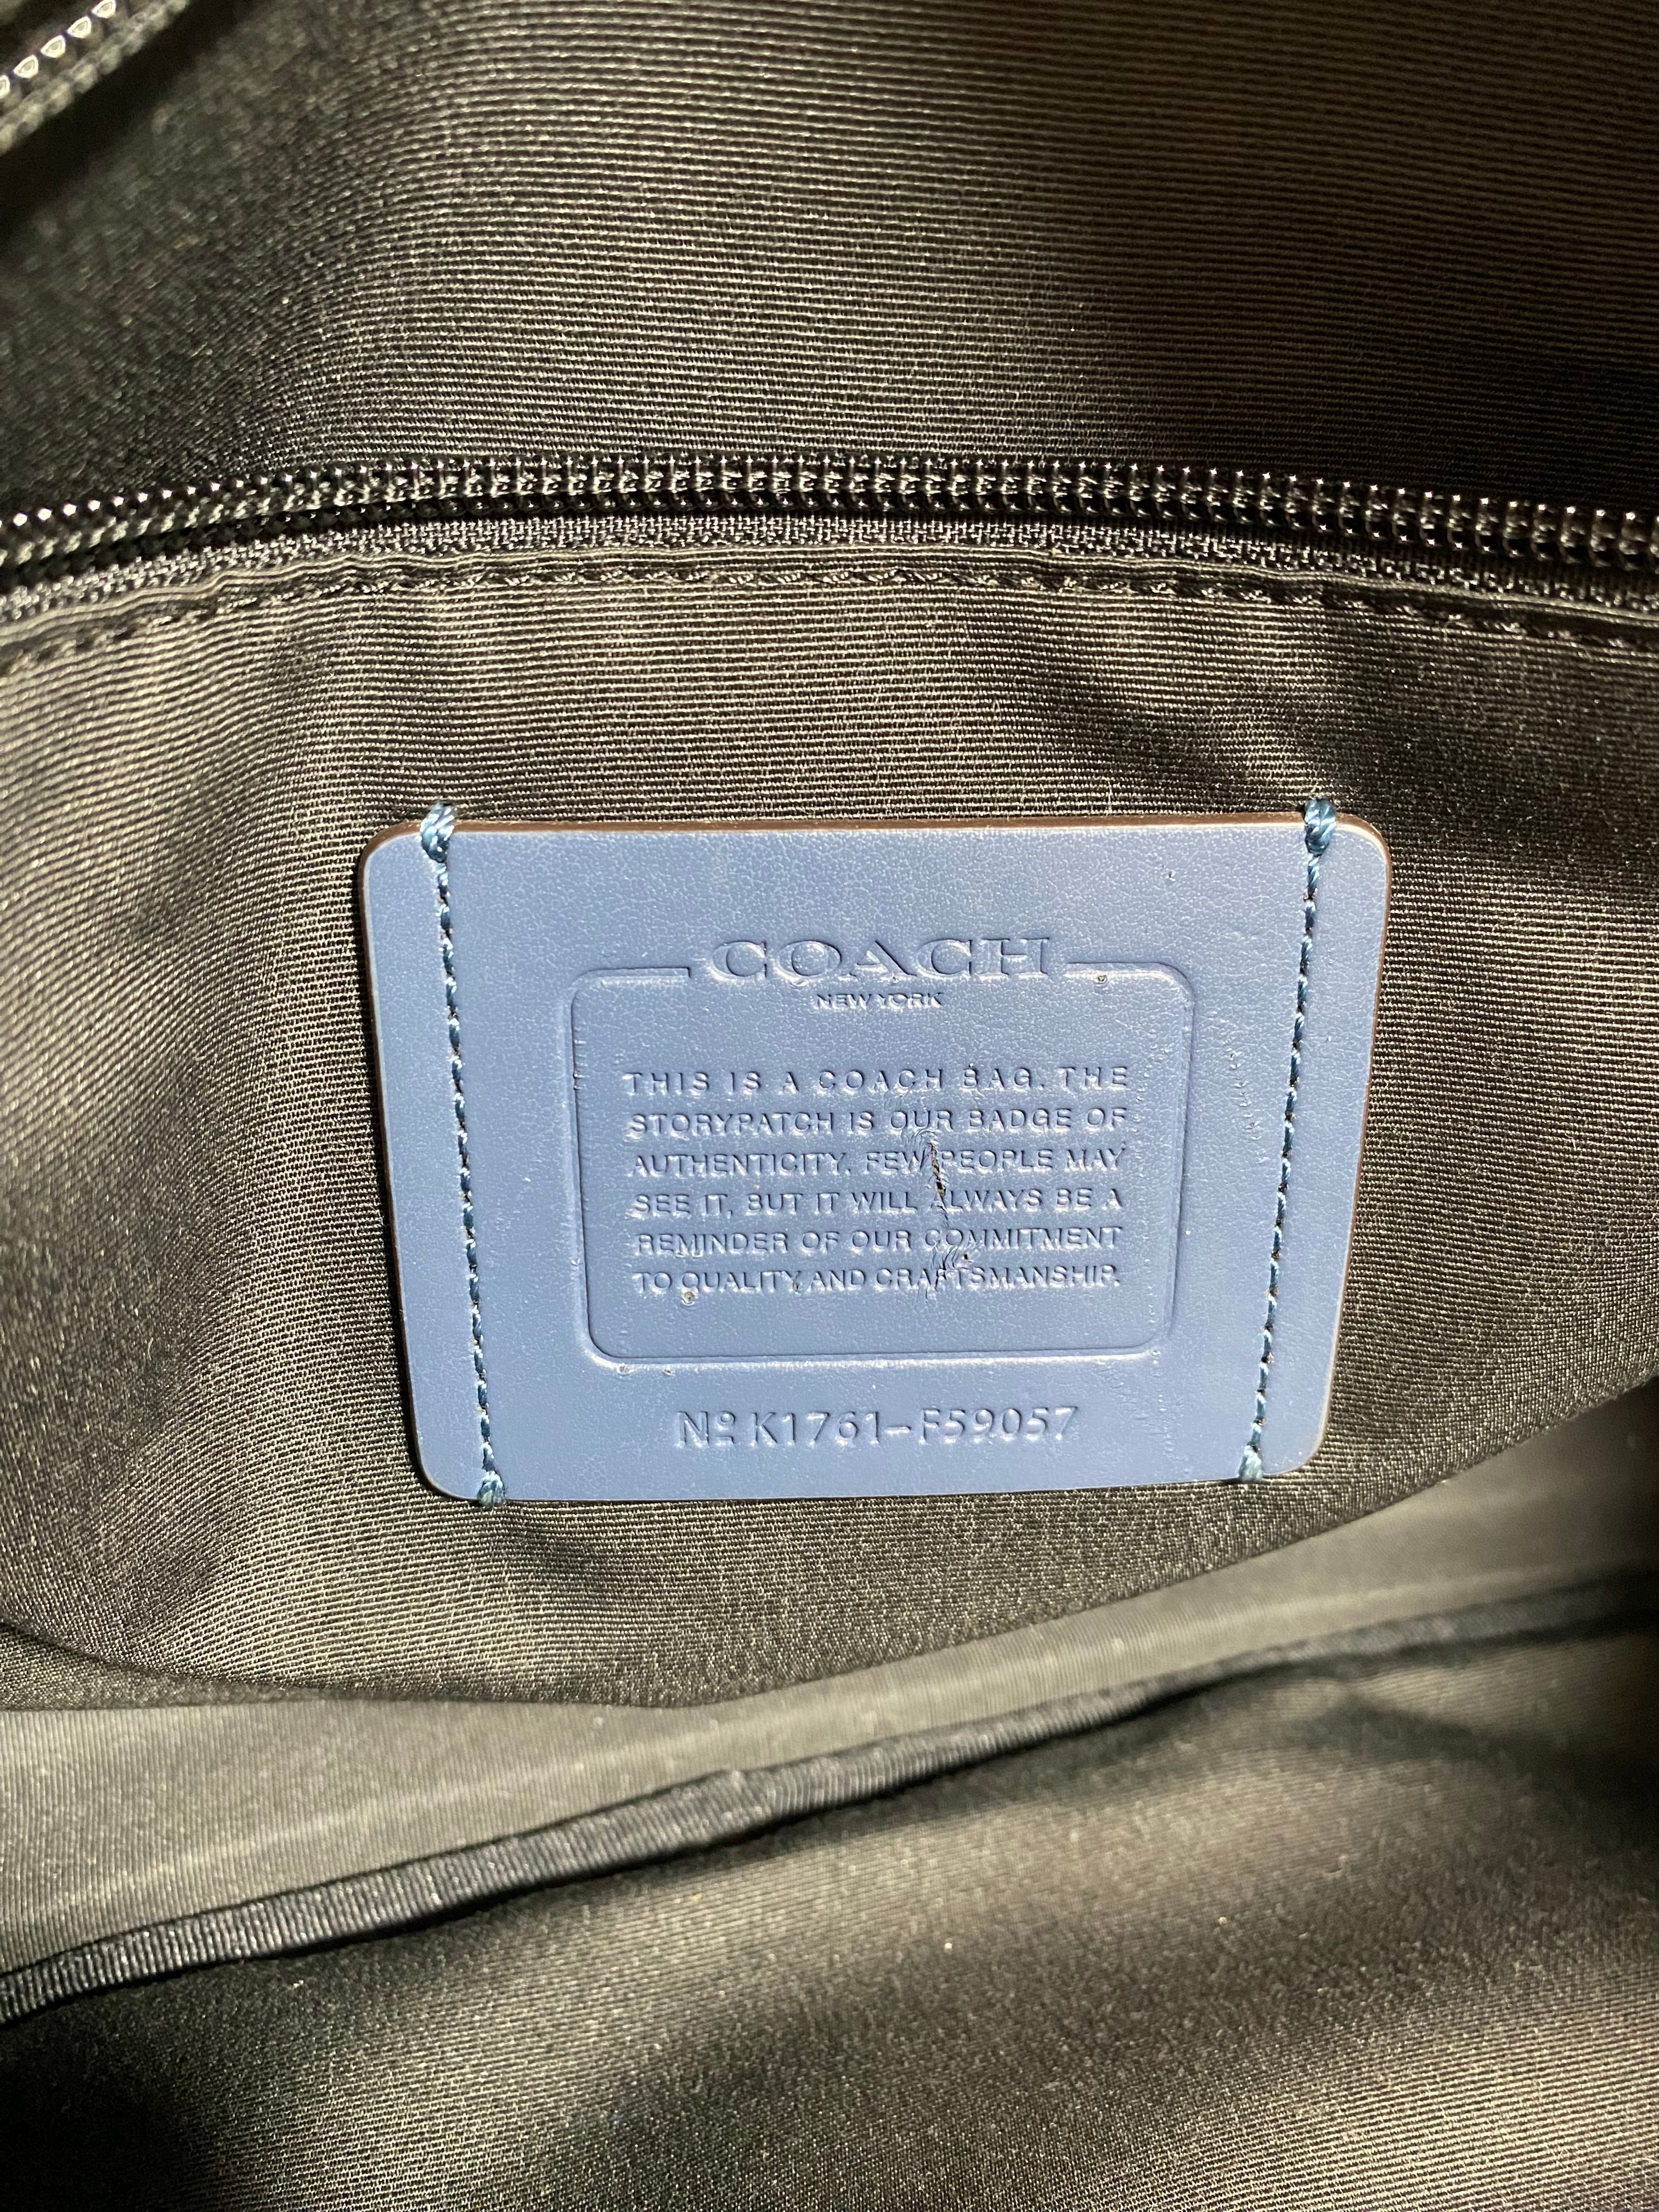 COACH
NEW YORK
THIS IS A COACH BAG. THE
STORYPATCH IS OUR BADGE OF
AUTHENTICITY. FEW PEOPLE MAY
SEE IT, BUT IT WILL ALWAYS BE A
REMINDER OF OUR COMMITMENT
TO QUALITY AND CRAFTSMANSHIP.
Nº K1761-F59057